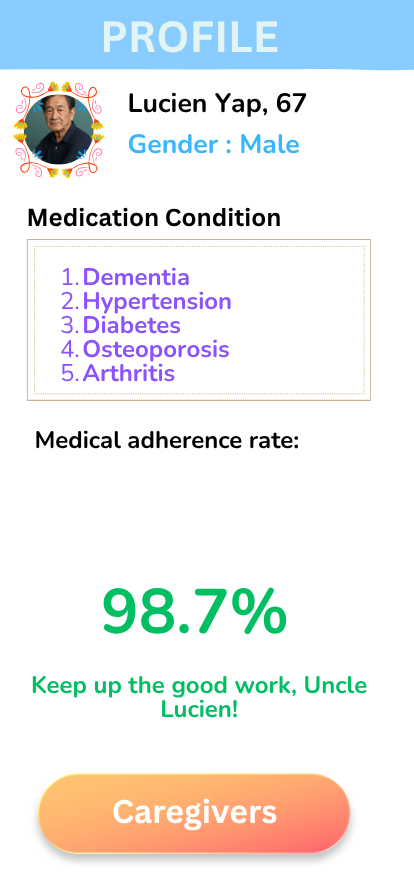 PROFILE
Lucien Yap, 67
Gender : Male
Medication Condition
1. Dementia
2. Hypertension
3. Diabetes
4. Osteoporosis
5. Arthritis
Medical adherence rate:
98.7%
Keep up the good work, Uncle
Lucien!
Caregivers